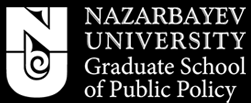 NAZARBAYEV
UNIVERSITY
Graduate School
of Public Policy